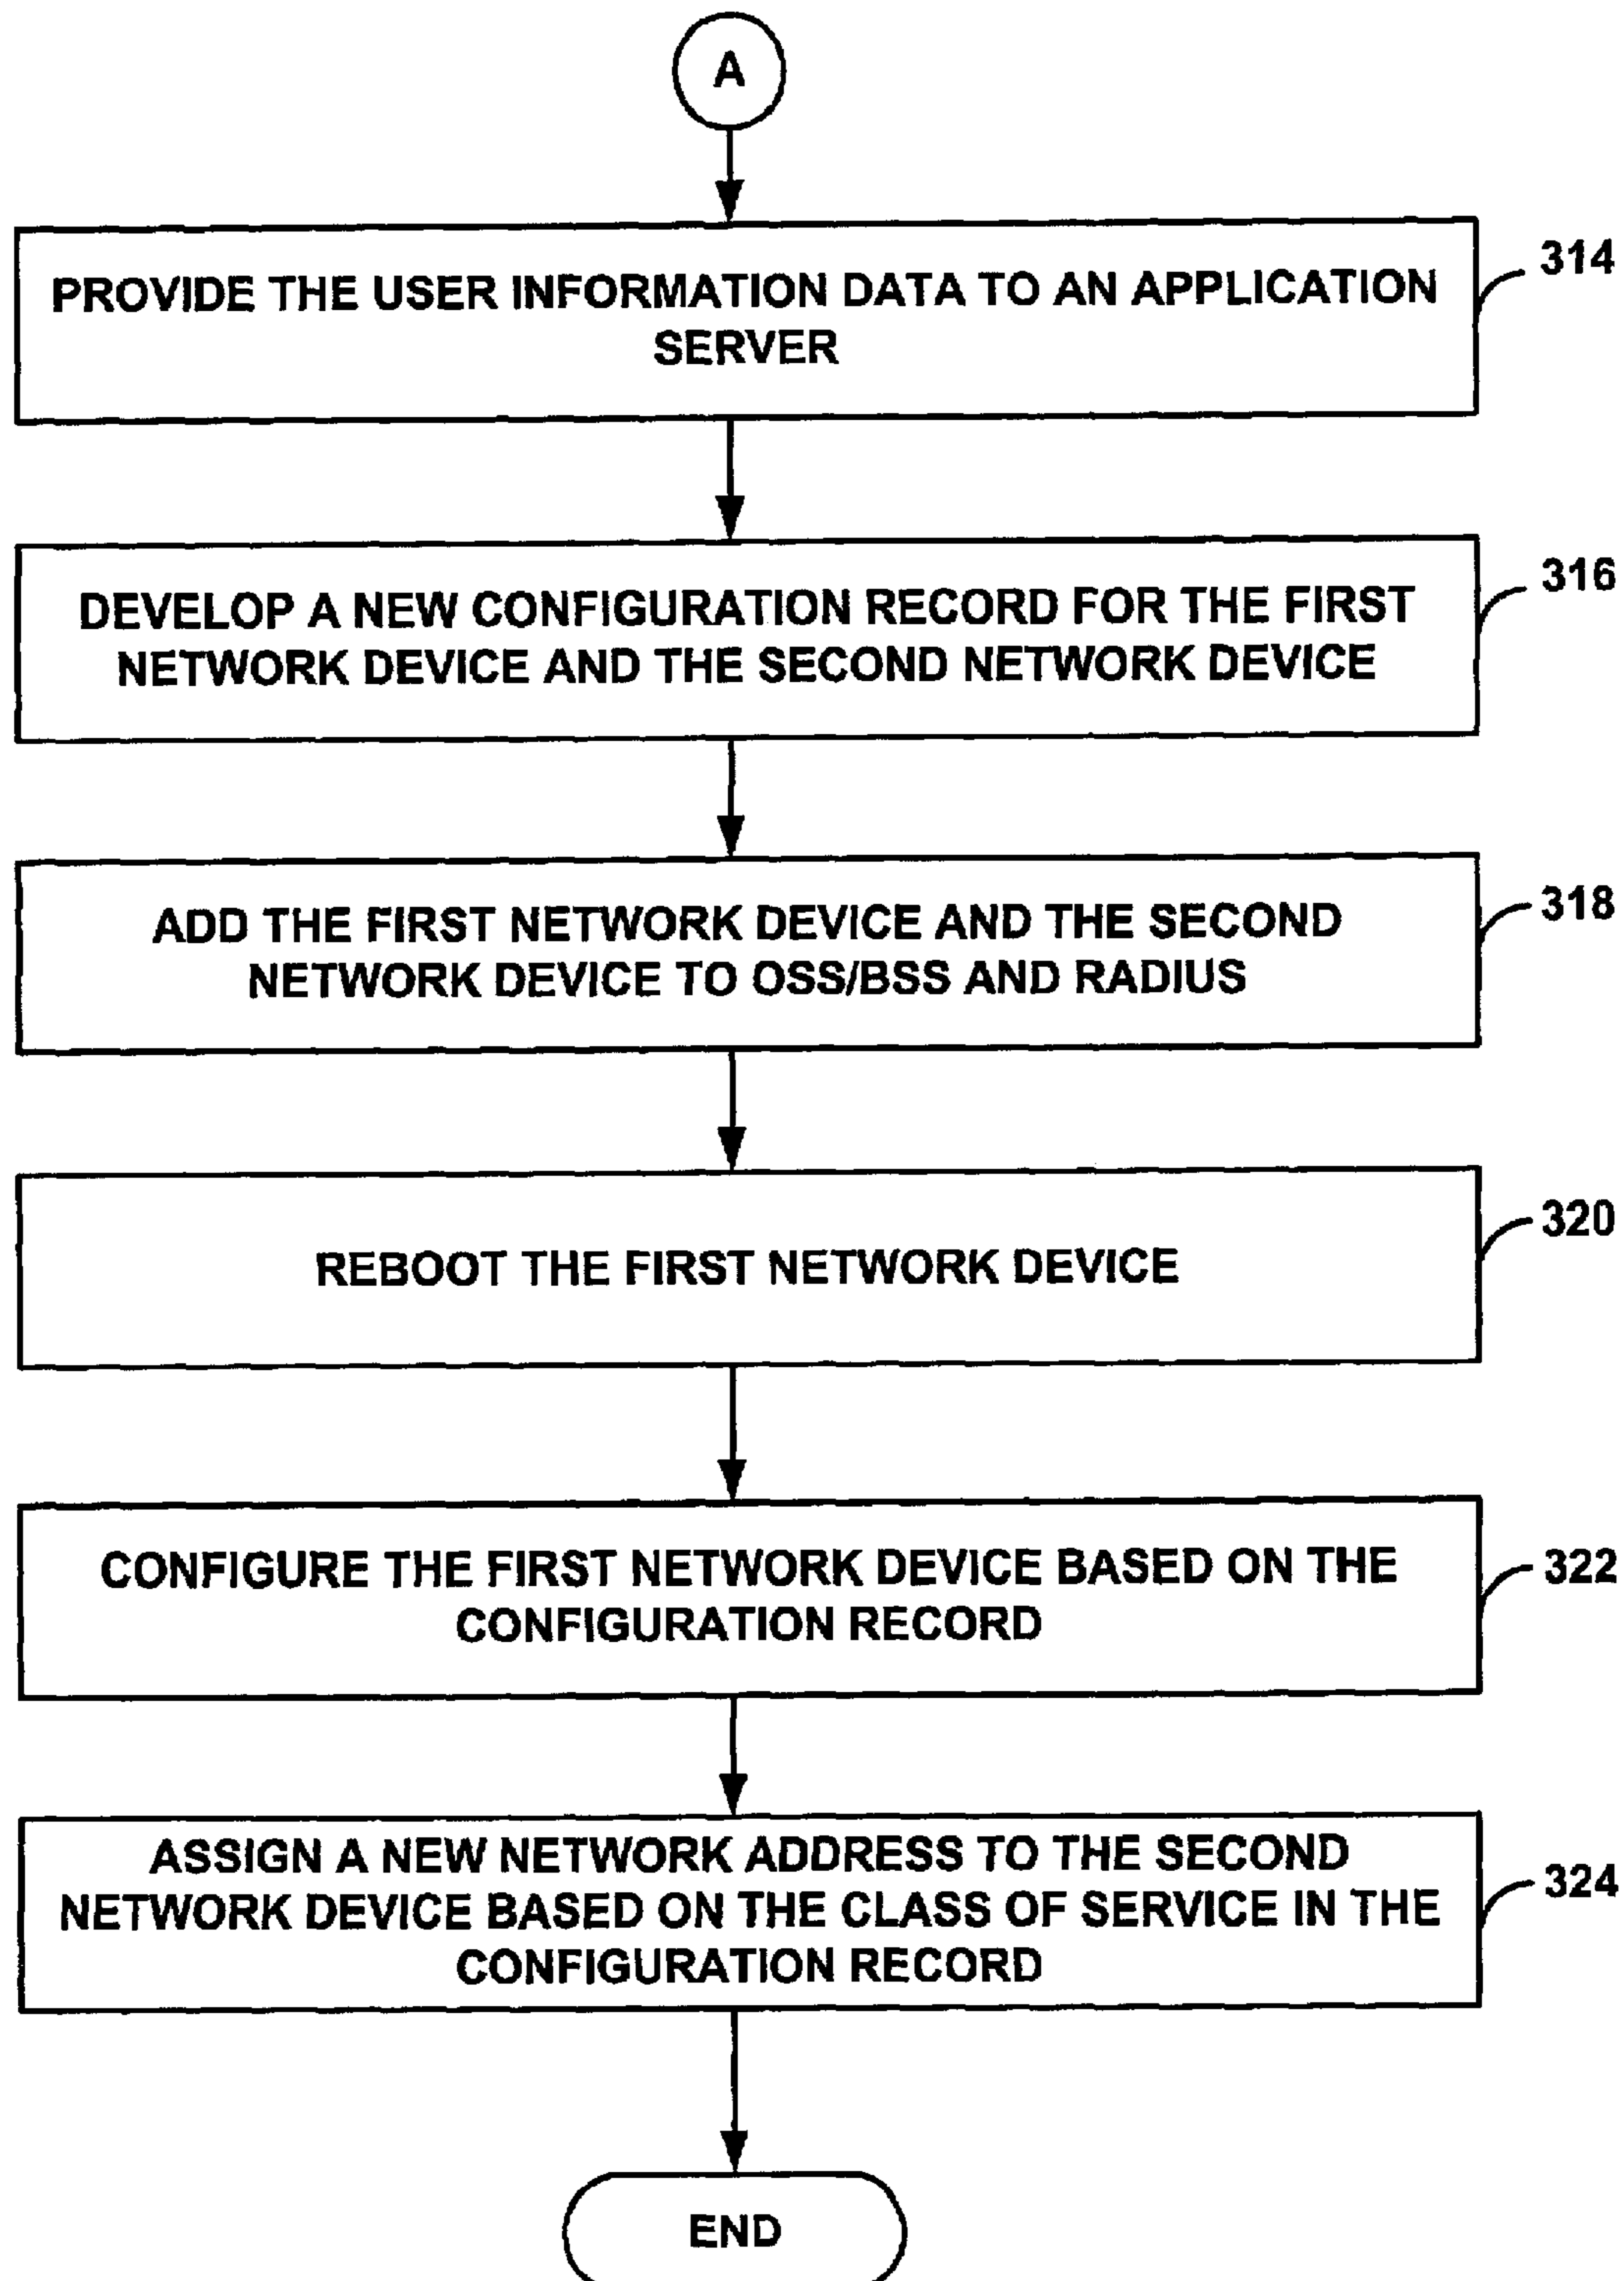 A
PROVIDE THE USER INFORMATION DATA TO AN APPLICATION
SERVER
314
DEVELOP A NEW CONFIGURATION RECORD FOR THE FIRST
NETWORK DEVICE AND THE SECOND NETWORK DEVICE
316
ADD THE FIRST NETWORK DEVICE AND THE SECOND
NETWORK DEVICE TO OSS/BSS AND RADIUS
318
REBOOT THE FIRST NETWORK DEVICE
320
CONFIGURE THE FIRST NETWORK DEVICE BASED ON THE
CONFIGURATION RECORD
322
ASSIGN A NEW NETWORK ADDRESS TO THE SECOND
NETWORK DEVICE BASED ON THE CLASS OF SERVICE IN THE
CONFIGURATION RECORD
324
END